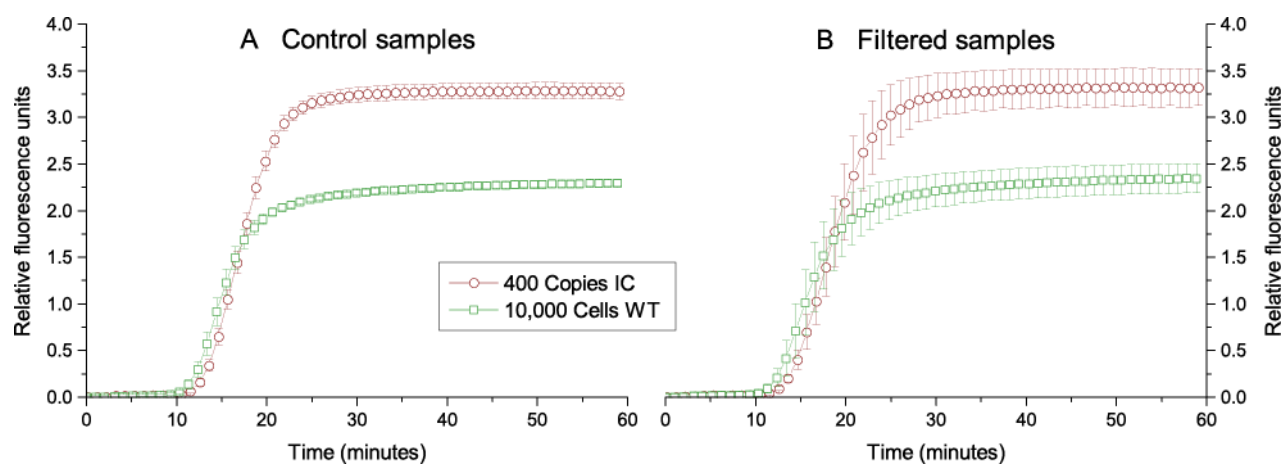 A Control samples
B Filtered samples
Relative fluorescence units
4.0
3.5
3.0
2.5
2.0
1.5
1.0
0.5
0.0
0 10 20 30 40 50 60
Time (minutes)
400 Copies IC
10,000 Cells WT
0 10 20 30 40 50 60
Time (minutes)
4.0
3.5
3.0
2.5
2.0
1.5
1.0
0.5
0.0
Relative fluorescence units